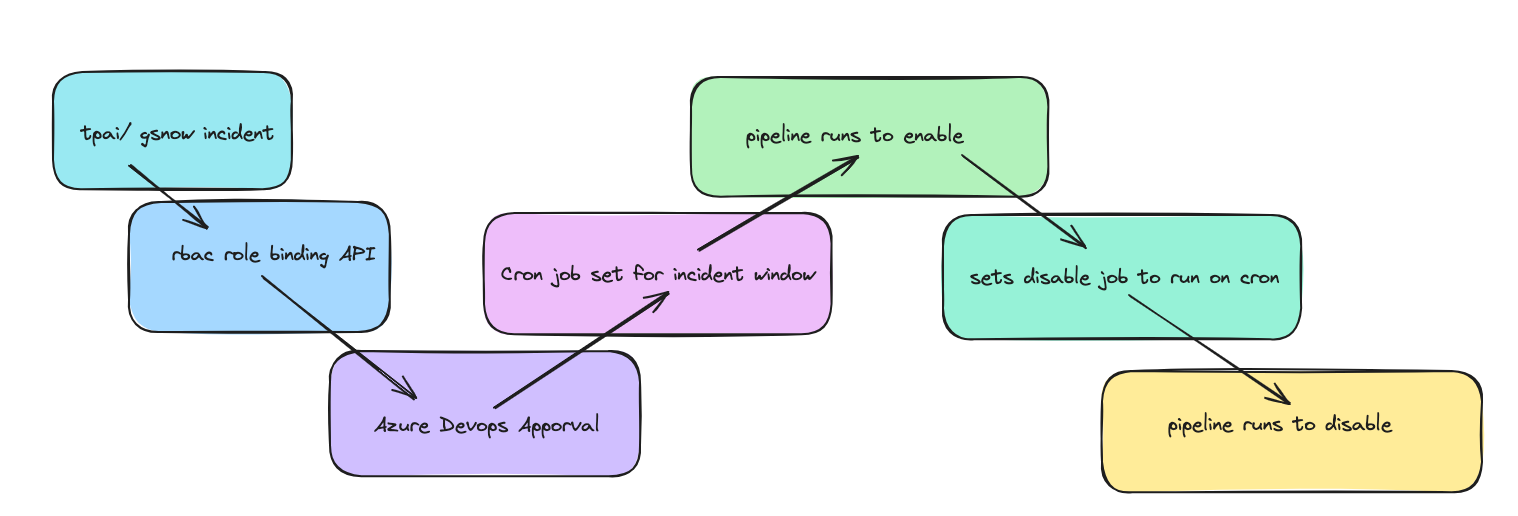 tpai/ gsnow incident
rbac role binding API
Azure Devops Apporval
Cron job set for incident window
pipeline runs to enable
sets disable job to run on cron
pipeline runs to disable